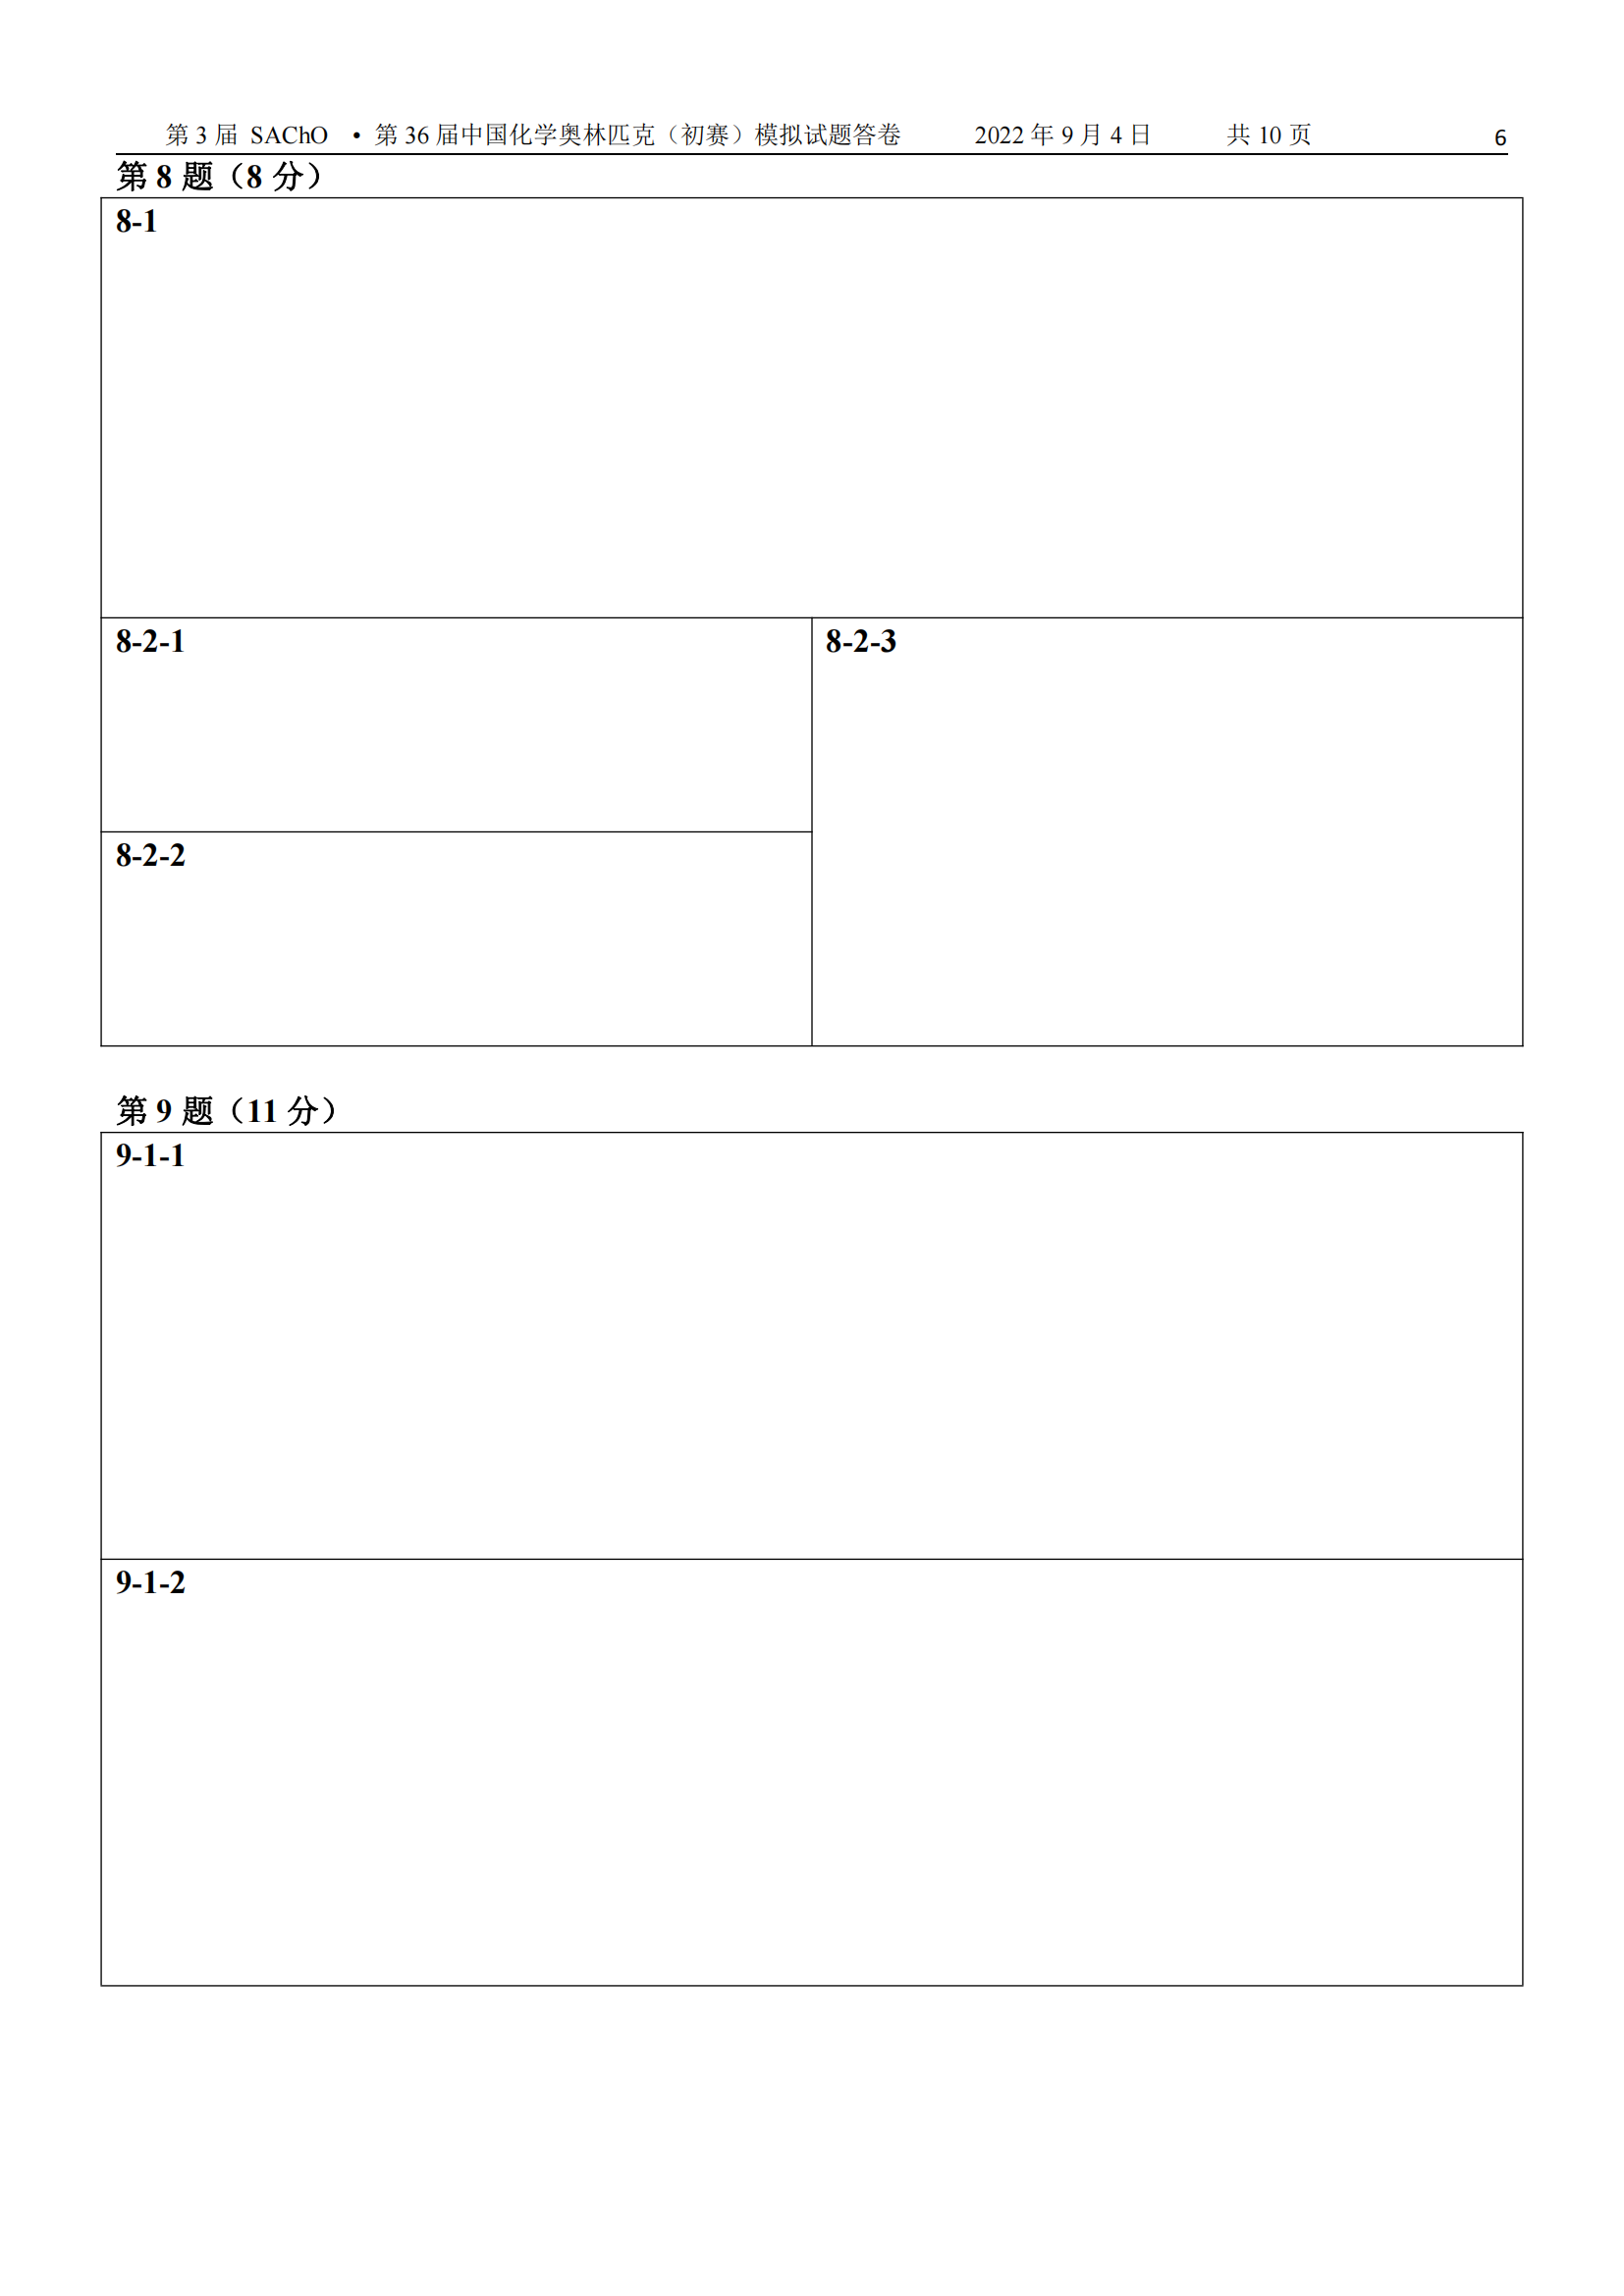 第 3 届 SAChO • 第 36 届中国化学奥林匹克（初赛）模拟试题答卷 2022 年 9 月 4 日 共 10 页 6
第 8 题（8 分）
8-1
8-2-1
8-2-3
8-2-2
第 9 题（11 分）
9-1-1
9-1-2